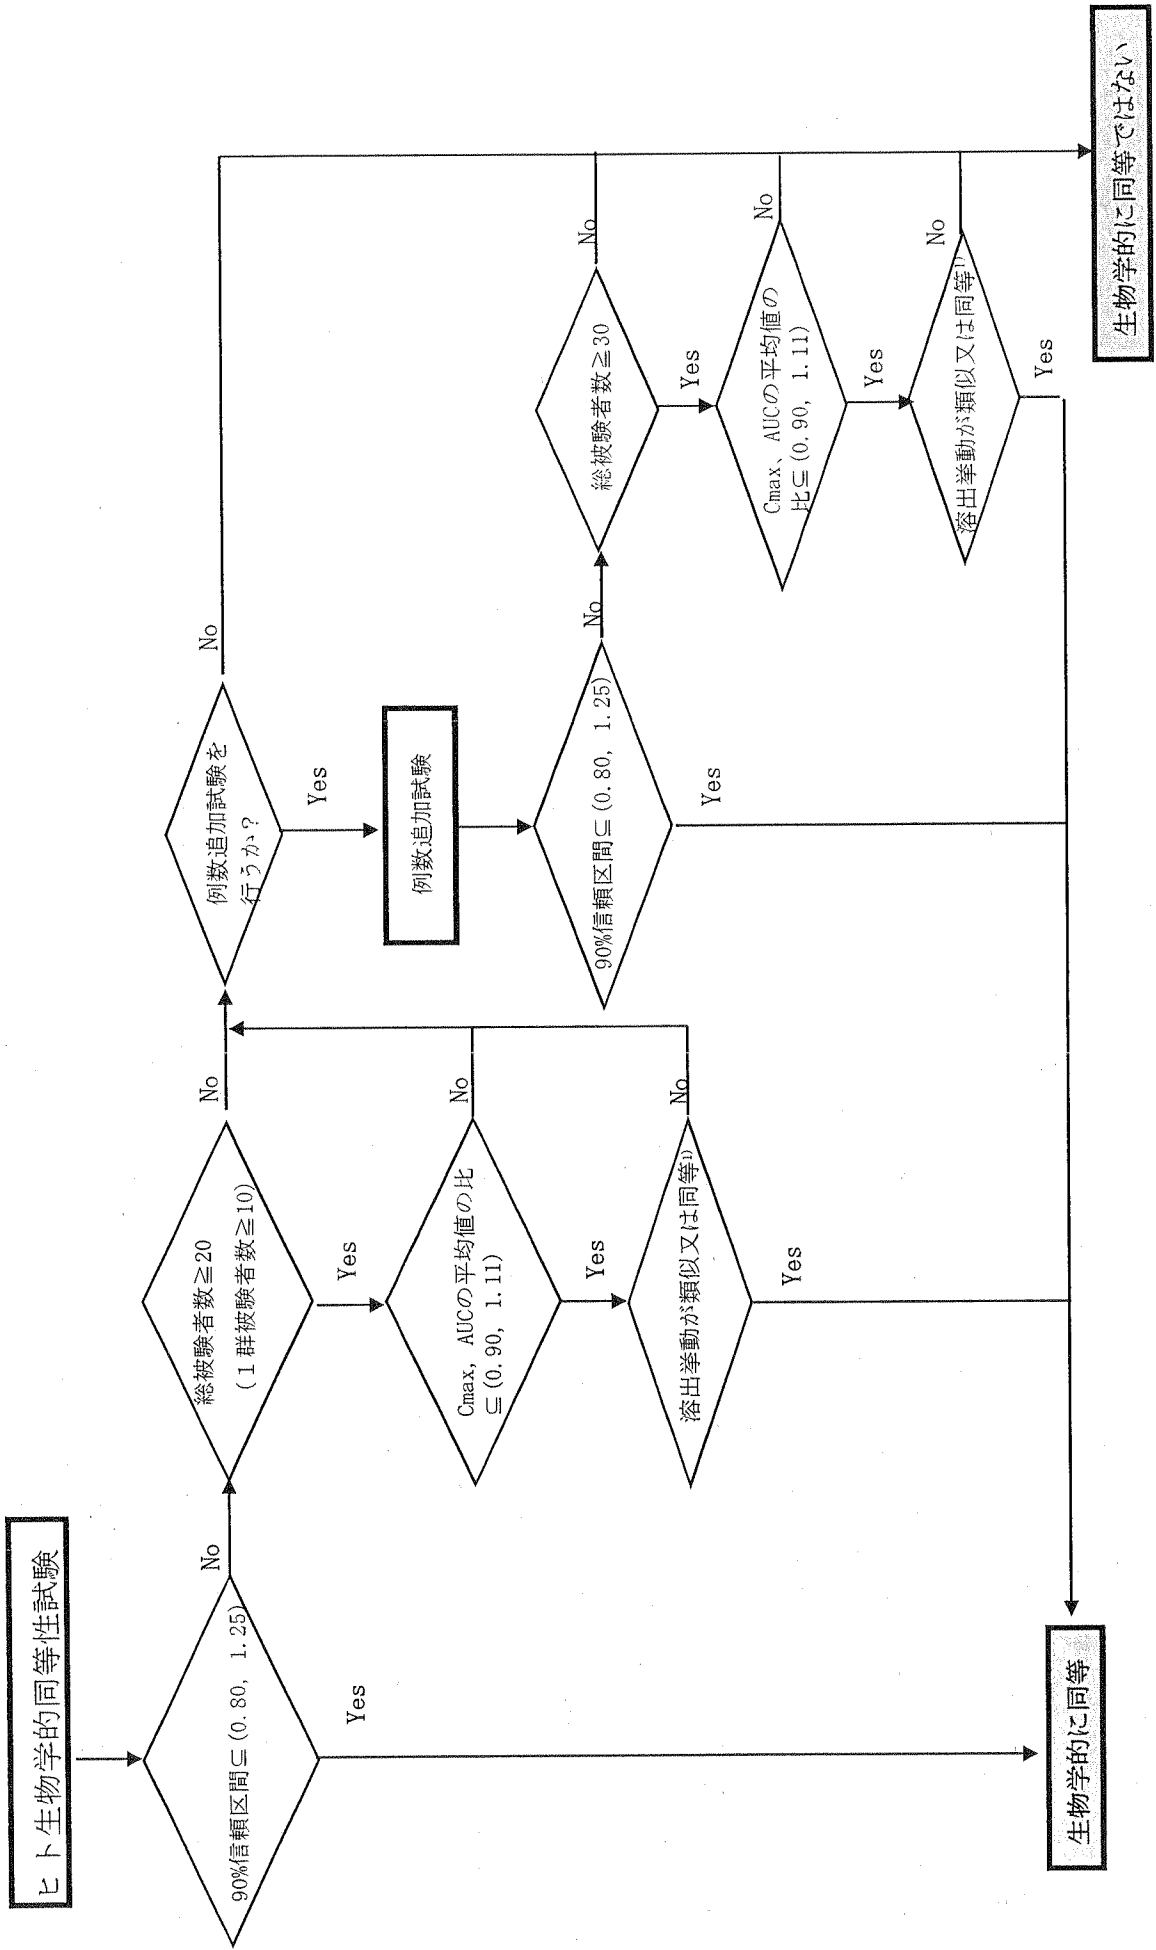 ヒト生物学的同等性試験
90%信頼区間⊆(0.80, 1.25)
No
Yes
総被験者数≧20
(1群被験者数≧10)
No
Yes
Cmax, AUCの平均値の比
⊆(0.90, 1.11)
No
Yes
溶出挙動が類似又は同等1)
No
Yes
例数追加試験を
行うか?
No
Yes
例数追加試験
90%信頼区間⊆(0.80, 1.25)
No
Yes
総被験者数≧30
No
Yes
Cmax、AUCの平均値の
比⊆(0.90, 1.11)
No
Yes
溶出挙動が類似又は同等1)
No
Yes
生物学的に同等
生物学的に同等ではない